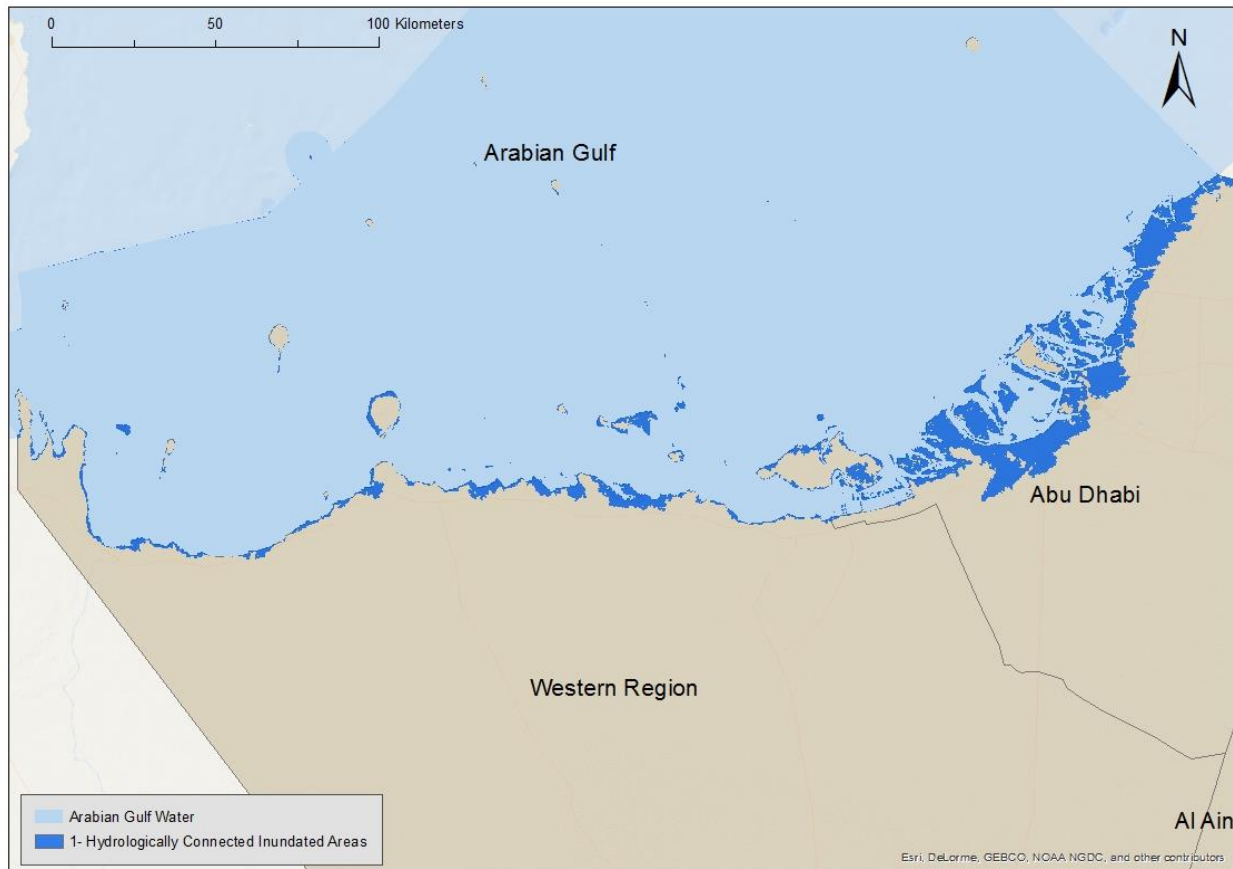 0 50 100 Kilometers
N
Arabian Gulf
Abu Dhabi
Western Region
Al Ain
Arabian Gulf Water
1- Hydrologically Connected Inundated Areas
Esri, DeLorme, GEBCO, NOAA NGDC, and other contributors